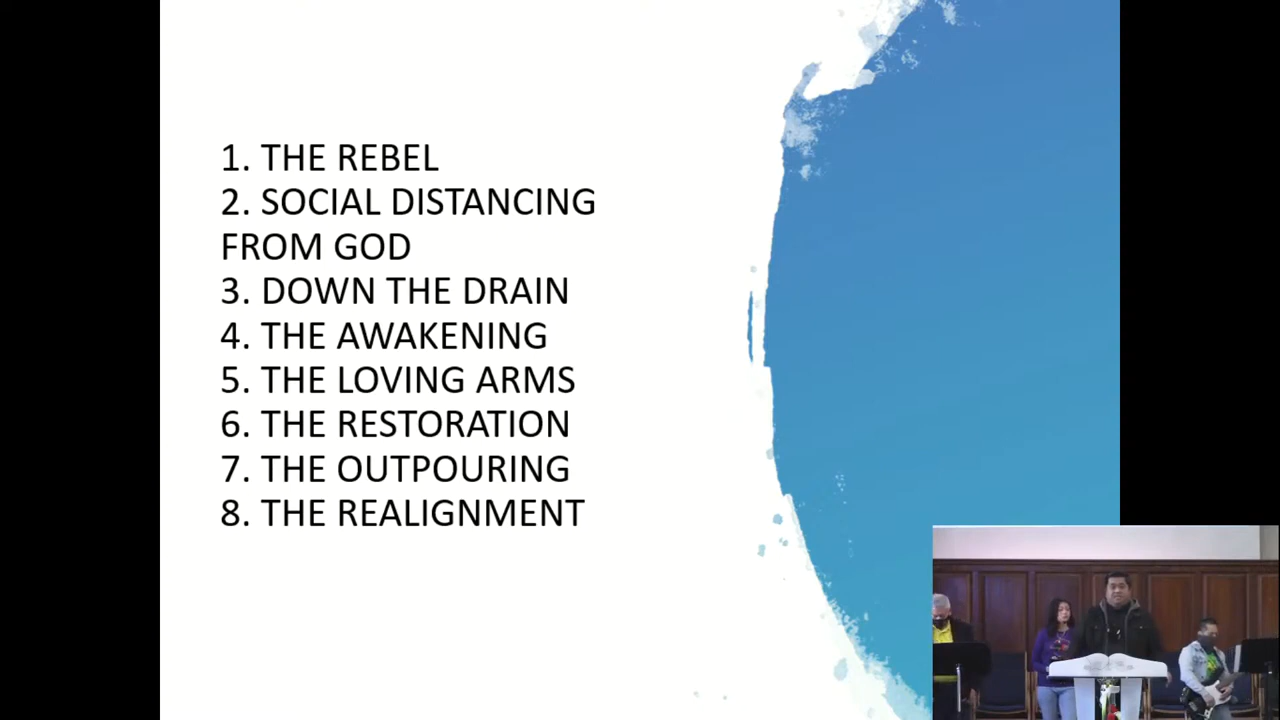 1. THE REBEL
2. SOCIAL DISTANCING
FROM GOD
3. DOWN THE DRAIN
4. THE AWAKENING
5. THE LOVING ARMS
6. THE RESTORATION
7. THE OUTPOURING
8. THE REALIGNMENT